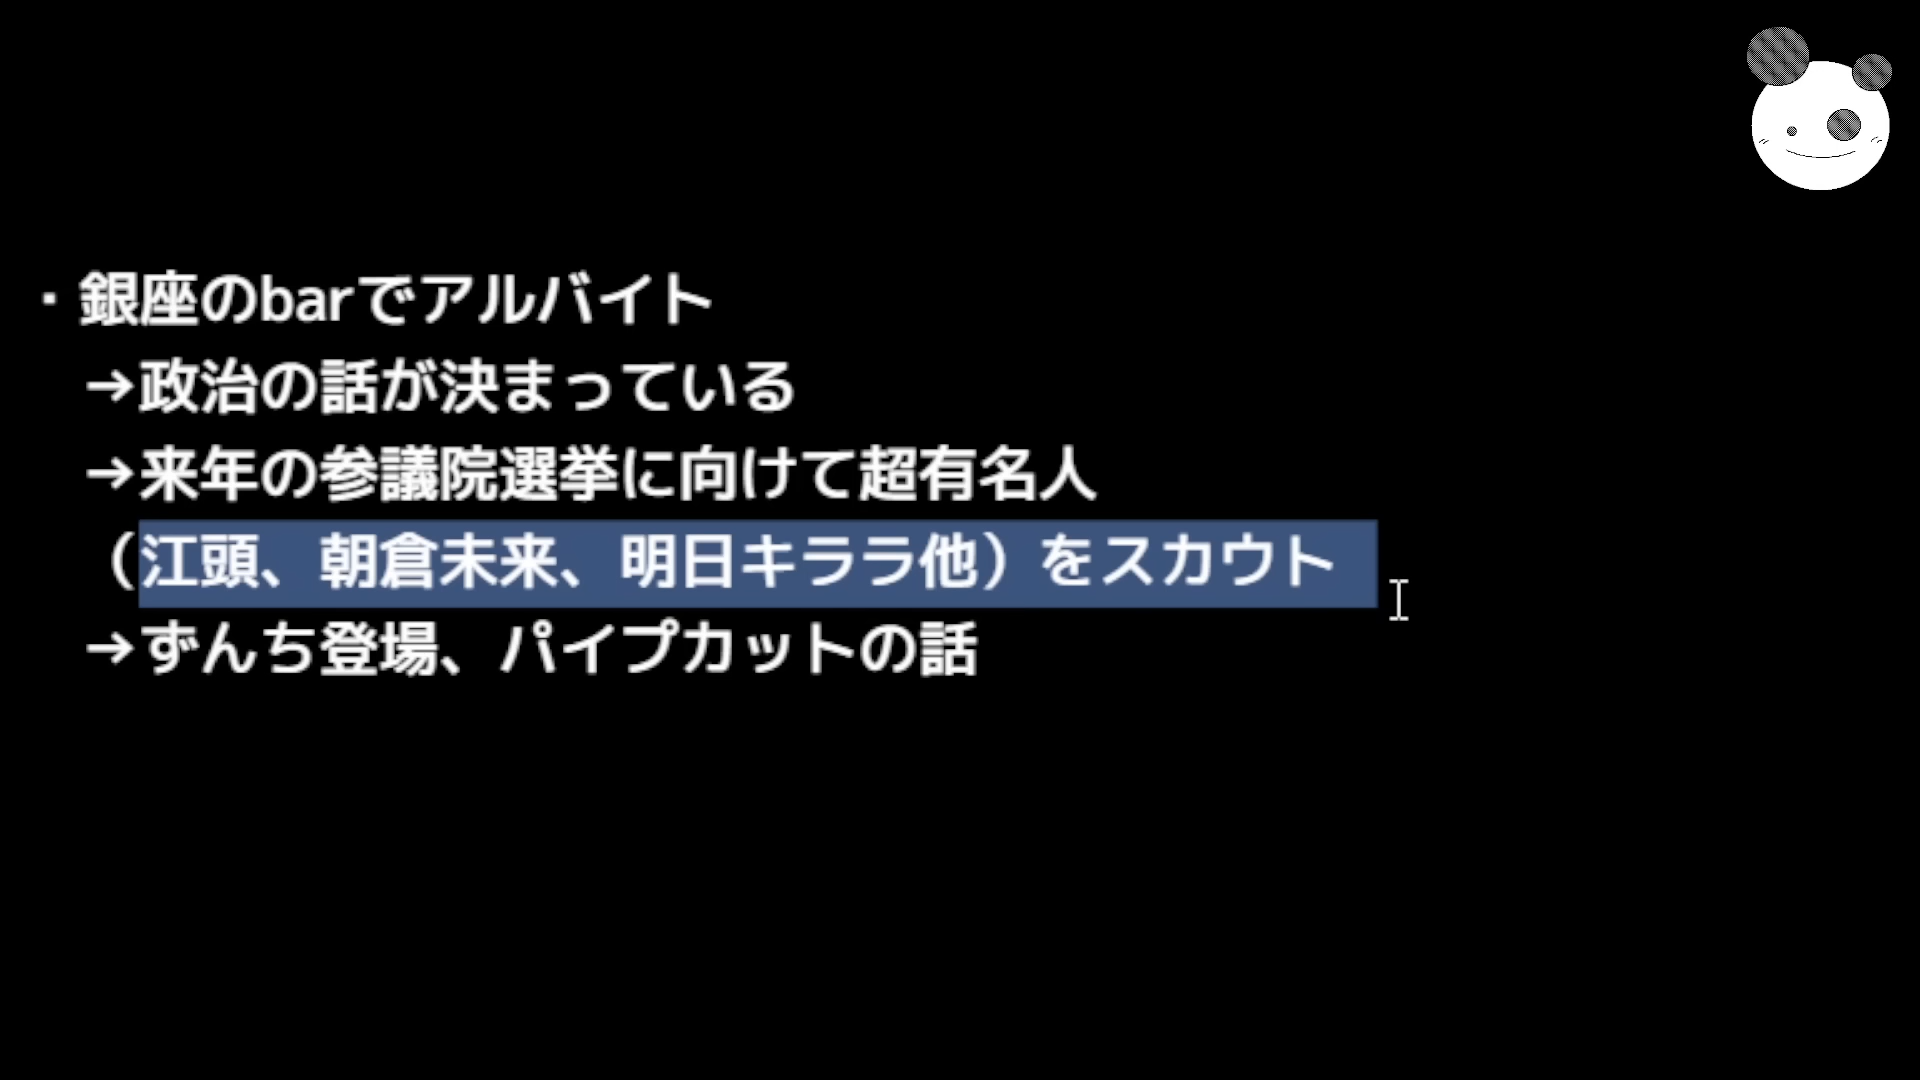 ・銀座のbarでアルバイト
→政治の話が決まっている
→来年の参議院選挙に向けて超有名人
（江頭、朝倉未来、明日キララ他）をスカウト
→ずんち登場、パイプカットの話